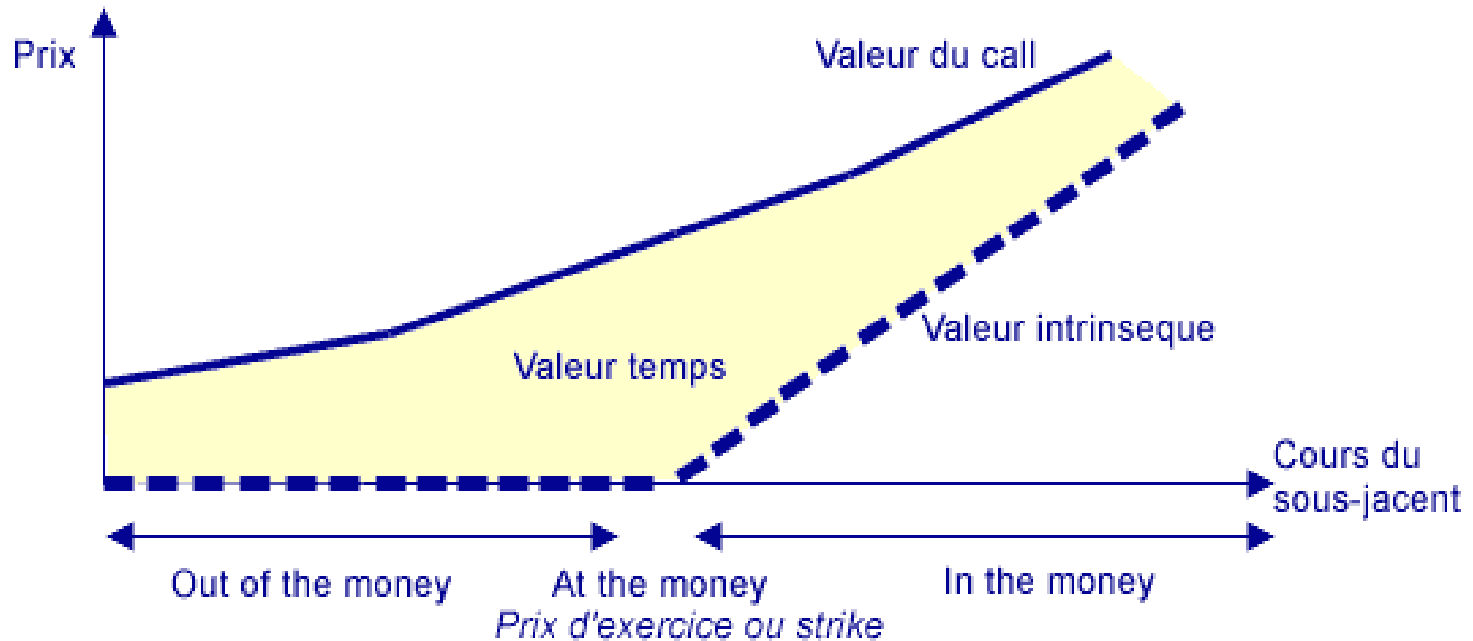 Prix
Valeur du call
Valeur intrinseque
Valeur temps
Cours du
sous-jacent
Out of the money
At the money
In the money
Prix d'exercice ou strike